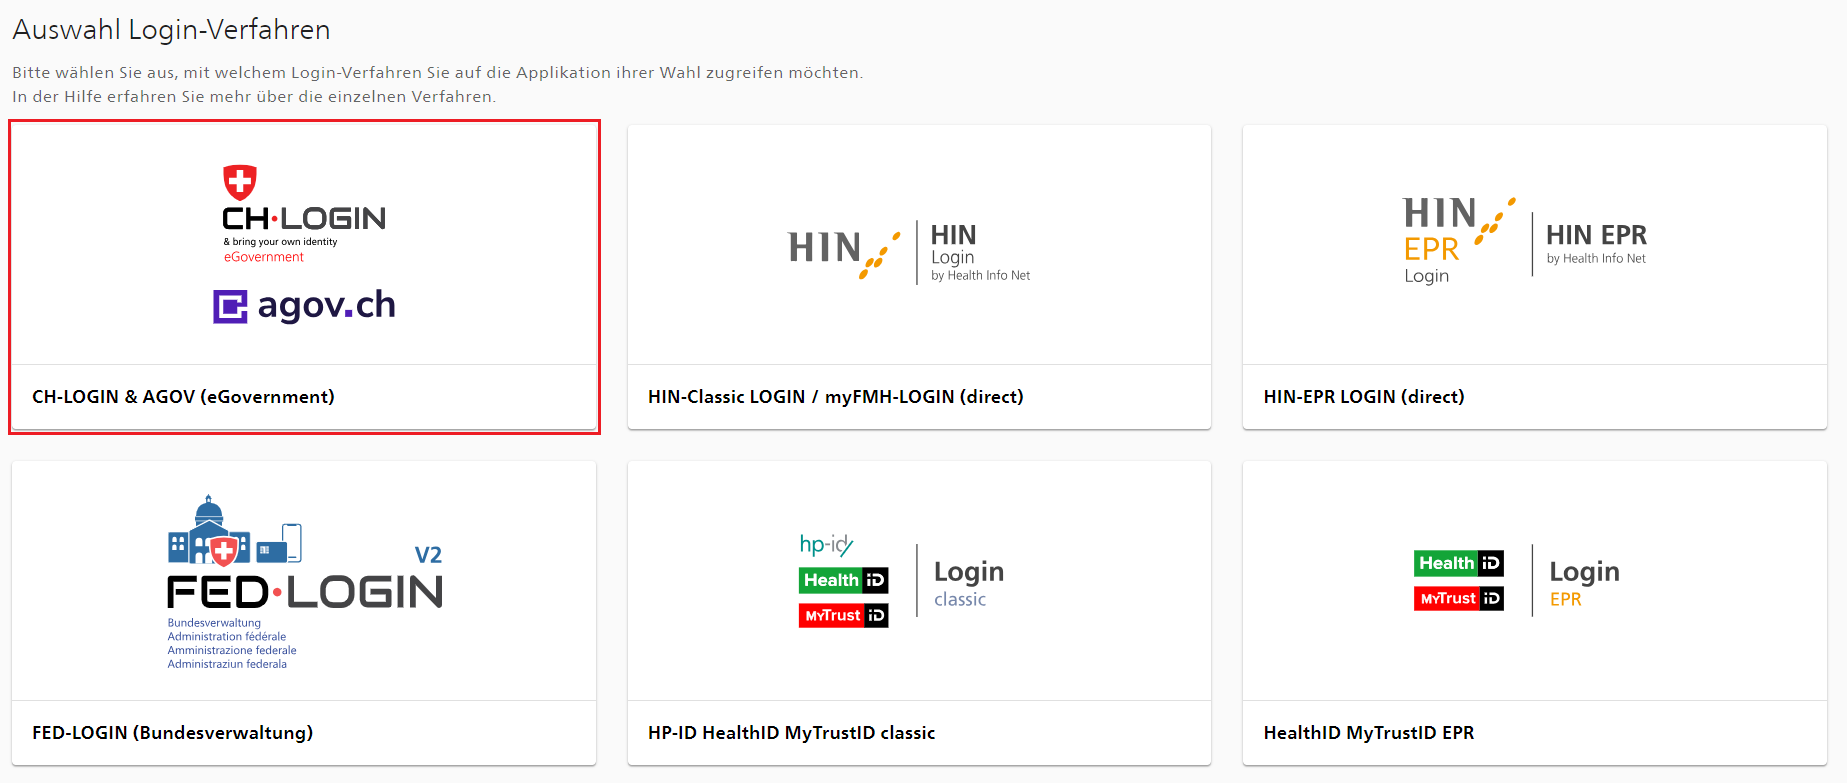 Auswahl Login-Verfahren
Bitte wählen Sie aus, mit welchem Login-Verfahren Sie auf die Applikation ihrer Wahl zugreifen möchten.
In der Hilfe erfahren Sie mehr über die einzelnen Verfahren.
CH·LOGIN
& bring your own identity
eGovernment
agov.ch
CH-LOGIN & AGOV (eGovernment)
HIN
HIN
Login
by Health Info Net
HIN-Classic LOGIN / myFMH-LOGIN (direct)
HIN
EPR
Login
HIN EPR
by Health Info Net
HIN-EPR LOGIN (direct)
V2
FED·LOGIN
Bundesverwaltung
Administration fédérale
Amministrazione federale
Administraziun federala
FED-LOGIN (Bundesverwaltung)
hp-id
Health iD
MYTrust iD
Login
classic
HP-ID HealthID MyTrustID classic
Health iD
MYTrust iD
Login
EPR
HealthID MyTrustID EPR